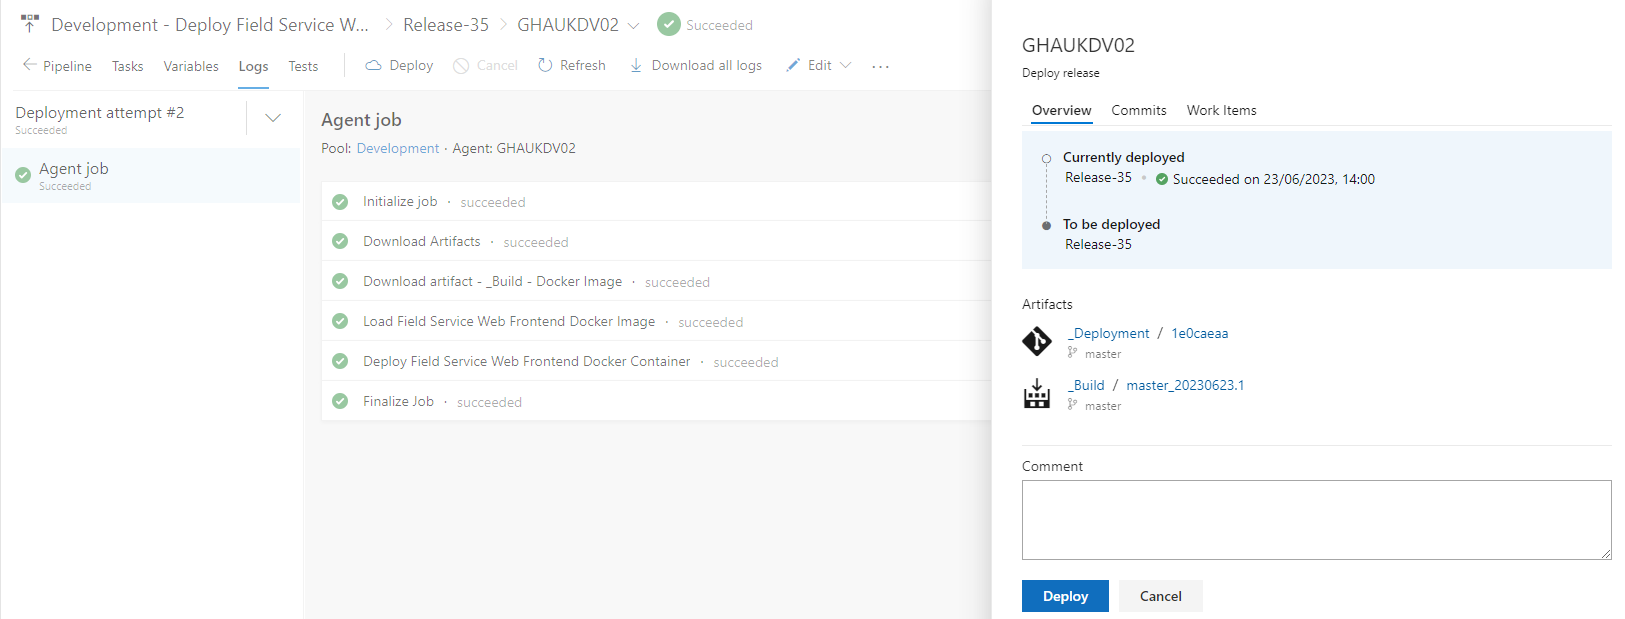 Development - Deploy Field Service W... > Release-35 > GHAUKDV02 Succeeded
Pipeline Tasks Variables Logs Tests Deploy Cancel Refresh Download all logs Edit ...
Deployment attempt #2
Succeeded
Agent job
Succeeded
Agent job
Pool: Development · Agent: GHAUKDV02
Initialize job · succeeded
Download Artifacts · succeeded
Download artifact - _Build - Docker Image · succeeded
Load Field Service Web Frontend Docker Image · succeeded
Deploy Field Service Web Frontend Docker Container · succeeded
Finalize Job · succeeded
GHAUKDV02
Deploy release
Overview Commits Work Items
Currently deployed
Release-35 Succeeded on 23/06/2023, 14:00
To be deployed
Release-35
Artifacts
_Deployment / 1e0caeaa
master
_Build / master_20230623.1
master
Comment
Deploy Cancel